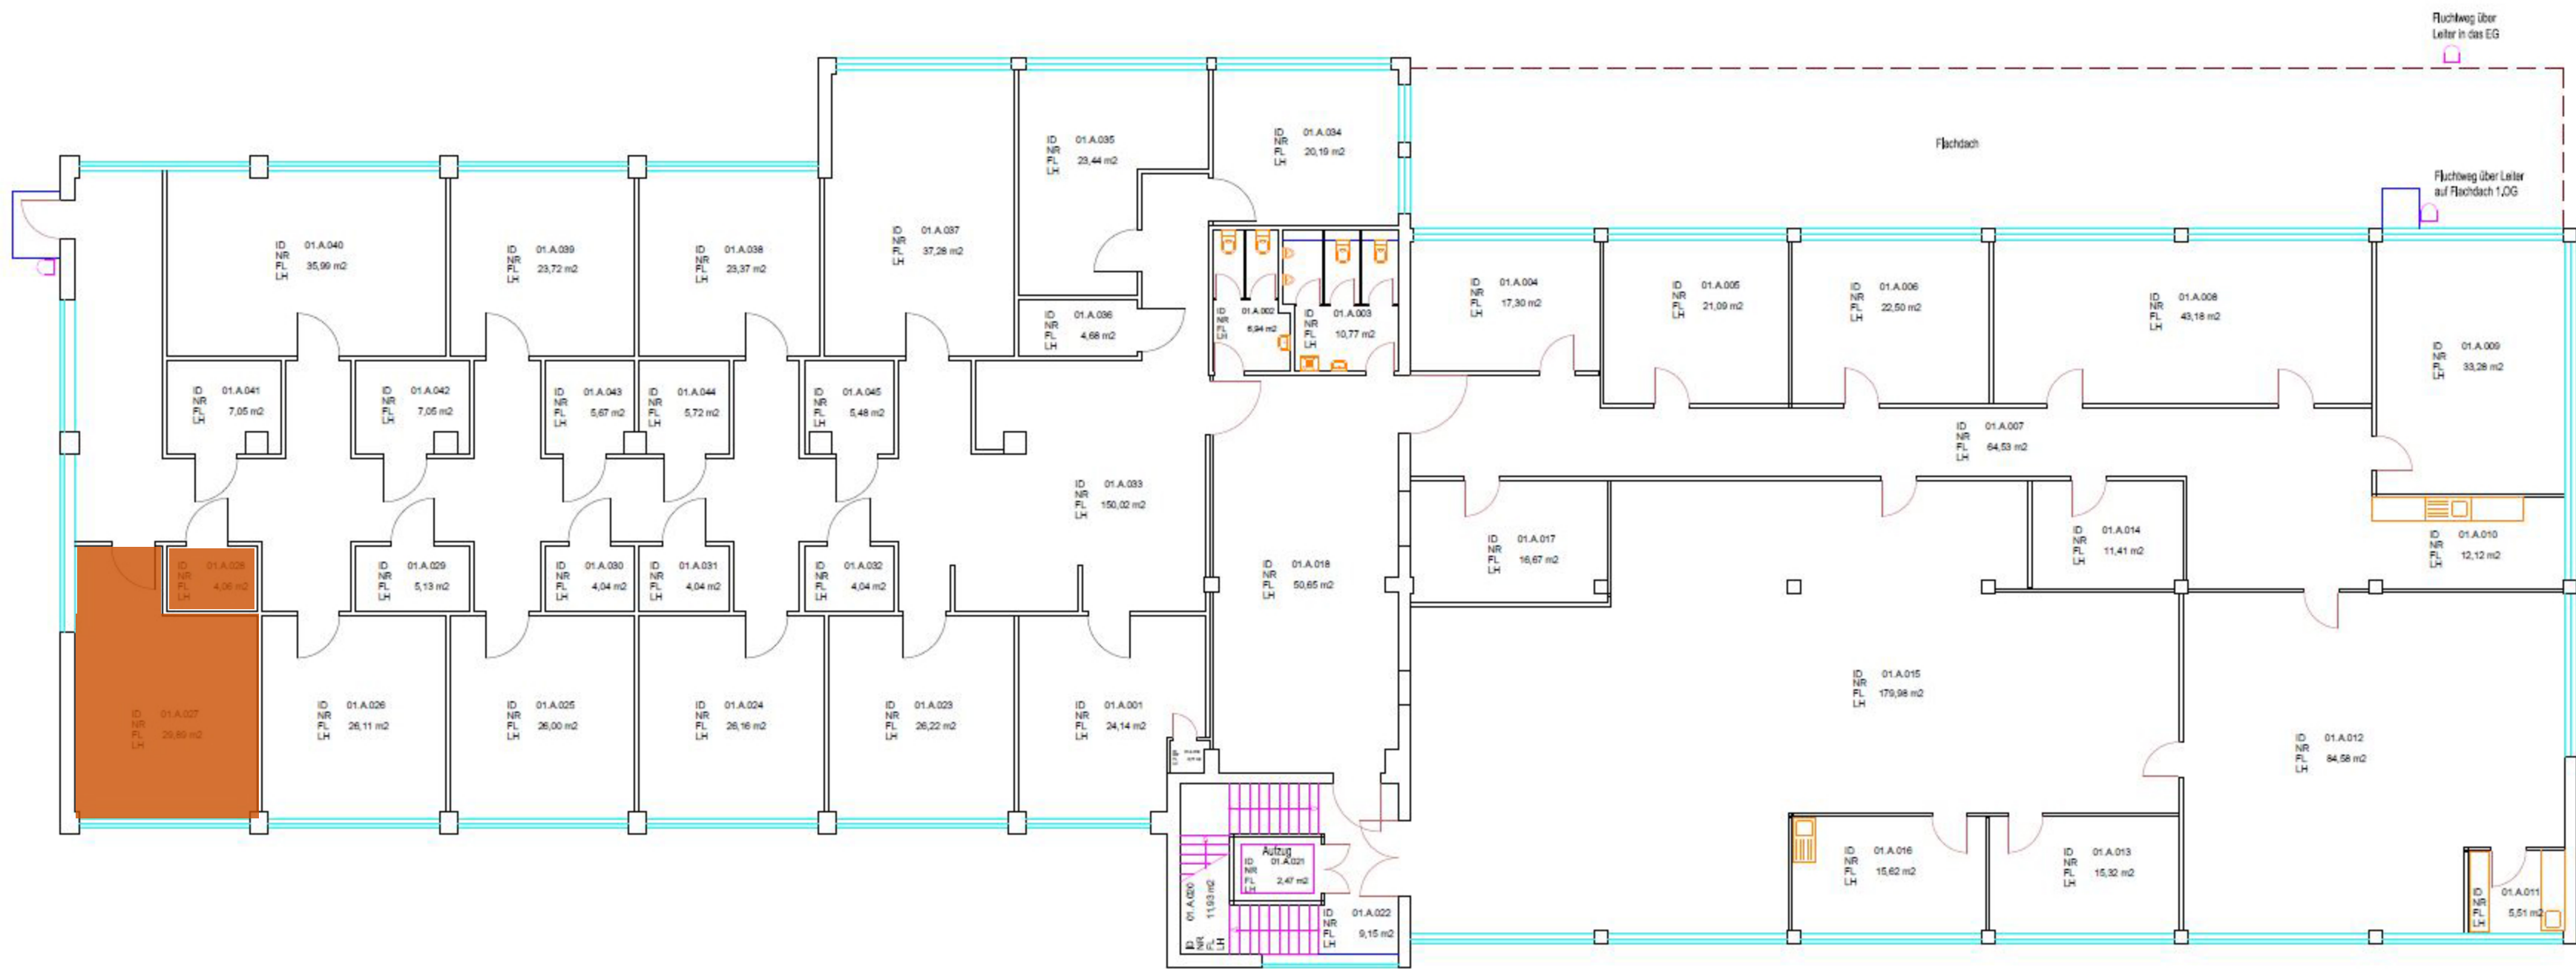 Fluchtweg über
Leiter in das EG
Flachdach
Fluchtweg über Leiter
auf Flachdach 1.OG
ID 01.A.035
NR
FL 23,44 m2
LH
ID 01.A.034
NR
FL 20,19 m2
LH
ID 01.A.040
NR
FL 35,99 m2
LH
ID 01.A.039
NR
FL 23,72 m2
LH
ID 01.A.038
NR
FL 23,37 m2
LH
ID 01.A.037
NR
FL 37,28 m2
LH
ID 01.A.036
NR
FL 4,68 m2
LH
ID 01.A.002
NR
FL 6,94 m2
LH
ID 01.A.003
NR
FL 10,77 m2
LH
ID 01.A.004
NR
FL 17,30 m2
LH
ID 01.A.005
NR
FL 21,09 m2
LH
ID 01.A.006
NR
FL 22,50 m2
LH
ID 01.A.008
NR
FL 43,18 m2
LH
ID 01.A.009
NR
FL 33,28 m2
LH
ID 01.A.041
NR
FL 7,05 m2
LH
ID 01.A.042
NR
FL 7,05 m2
LH
ID 01.A.043
NR
FL 5,67 m2
LH
ID 01.A.044
NR
FL 5,72 m2
LH
ID 01.A.045
NR
FL 5,48 m2
LH
ID 01.A.007
NR
FL 64,53 m2
LH
ID 01.A.033
NR
FL 150,02 m2
LH
ID 01.A.028
NR
FL 4,06 m2
LH
ID 01.A.029
NR
FL 5,13 m2
LH
ID 01.A.030
NR
FL 4,04 m2
LH
ID 01.A.031
NR
FL 4,04 m2
LH
ID 01.A.032
NR
FL 4,04 m2
LH
ID 01.A.018
NR
FL 50,65 m2
LH
ID 01.A.017
NR
FL 16,67 m2
LH
ID 01.A.014
NR
FL 11,41 m2
LH
ID 01.A.010
NR
FL 12,12 m2
LH
ID 01.A.027
NR
FL 29,89 m2
LH
ID 01.A.026
NR
FL 26,11 m2
LH
ID 01.A.025
NR
FL 26,00 m2
LH
ID 01.A.024
NR
FL 26,16 m2
LH
ID 01.A.023
NR
FL 26,22 m2
LH
ID 01.A.001
NR
FL 24,14 m2
LH
ID 01.A.015
NR
FL 179,98 m2
LH
ID 01.A.012
NR
FL 84,58 m2
LH
Aufzug
ID 01.A.021
NR
FL 2,47 m2
LH
ID 01.A.020
NR
FL 11,93 m2
LH
ID 01.A.022
NR
FL 9,15 m2
LH
ID 01.A.016
NR
FL 15,62 m2
LH
ID 01.A.013
NR
FL 15,32 m2
LH
ID 01.A.011
NR
FL 5,51 m2
LH